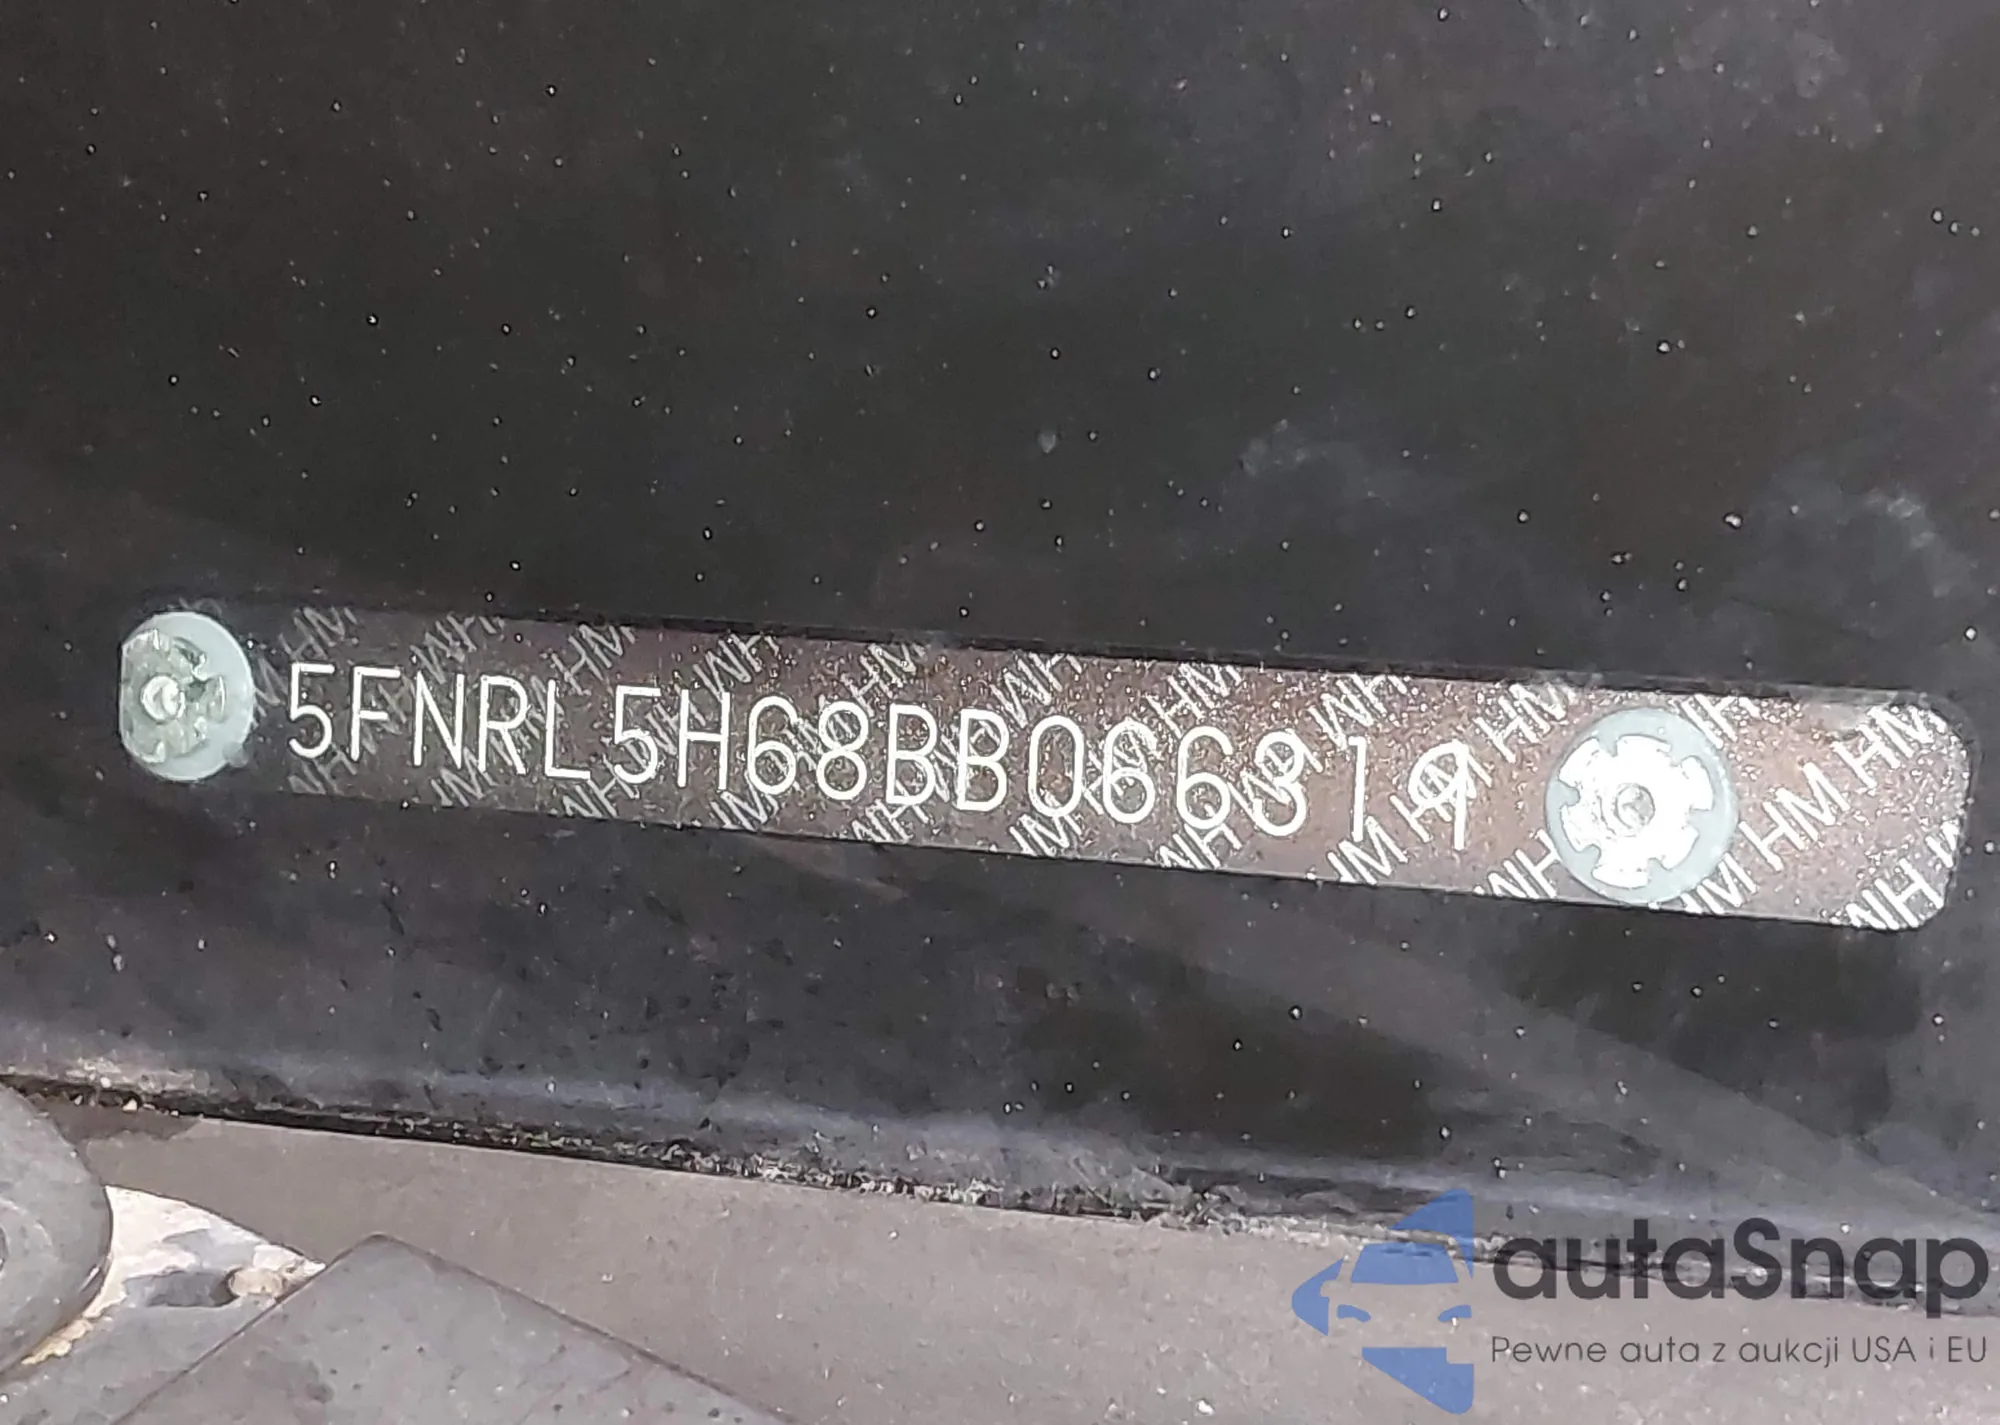 5FNRL5H68BB066319
autaSnap
Pewne auta z aukcji USA i EU